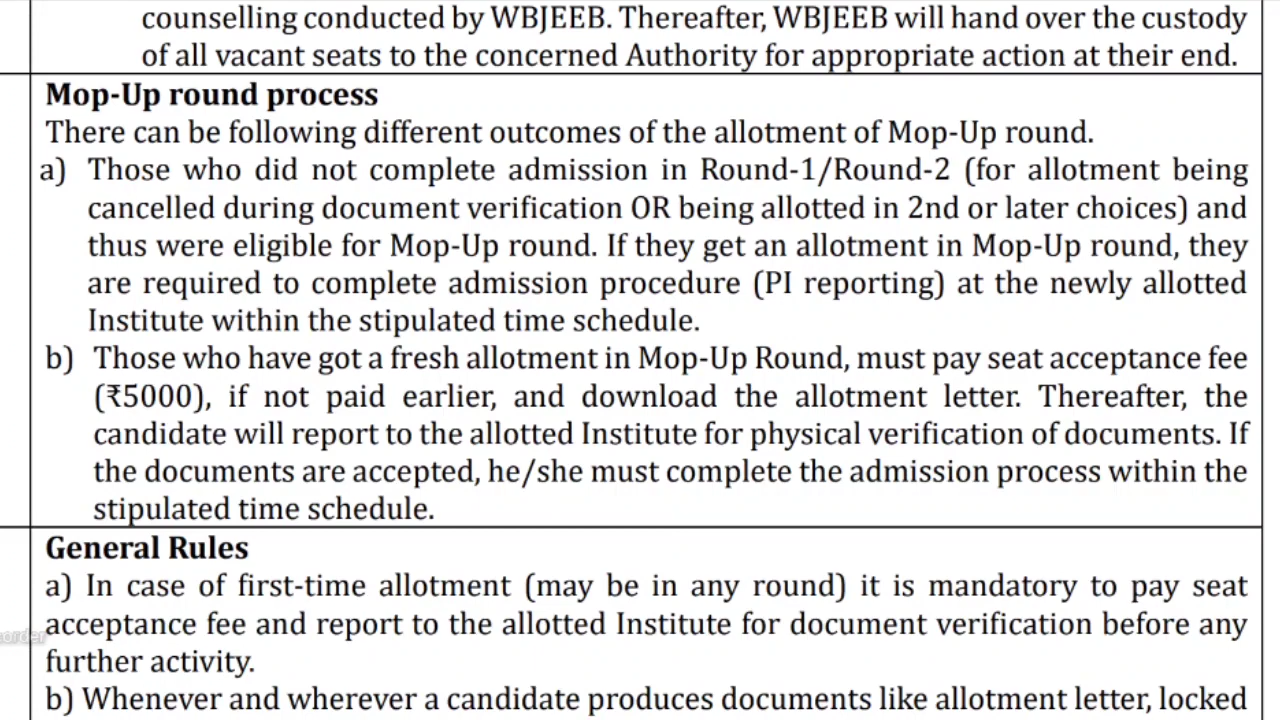 counselling conducted by WBJEEB. Thereafter, WBJEEB will hand over the custody
of all vacant seats to the concerned Authority for appropriate action at their end.
Mop-Up round process
There can be following different outcomes of the allotment of Mop-Up round.
a) Those who did not complete admission in Round-1/Round-2 (for allotment being
cancelled during document verification OR being allotted in 2nd or later choices) and
thus were eligible for Mop-Up round. If they get an allotment in Mop-Up round, they
are required to complete admission procedure (PI reporting) at the newly allotted
Institute within the stipulated time schedule.
b) Those who have got a fresh allotment in Mop-Up Round, must pay seat acceptance fee
(₹5000), if not paid earlier, and download the allotment letter. Thereafter, the
candidate will report to the allotted Institute for physical verification of documents. If
the documents are accepted, he/she must complete the admission process within the
stipulated time schedule.
General Rules
a) In case of first-time allotment (may be in any round) it is mandatory to pay seat
acceptance fee and report to the allotted Institute for document verification before any
further activity.
b) Whenever and wherever a candidate produces documents like allotment letter, locked